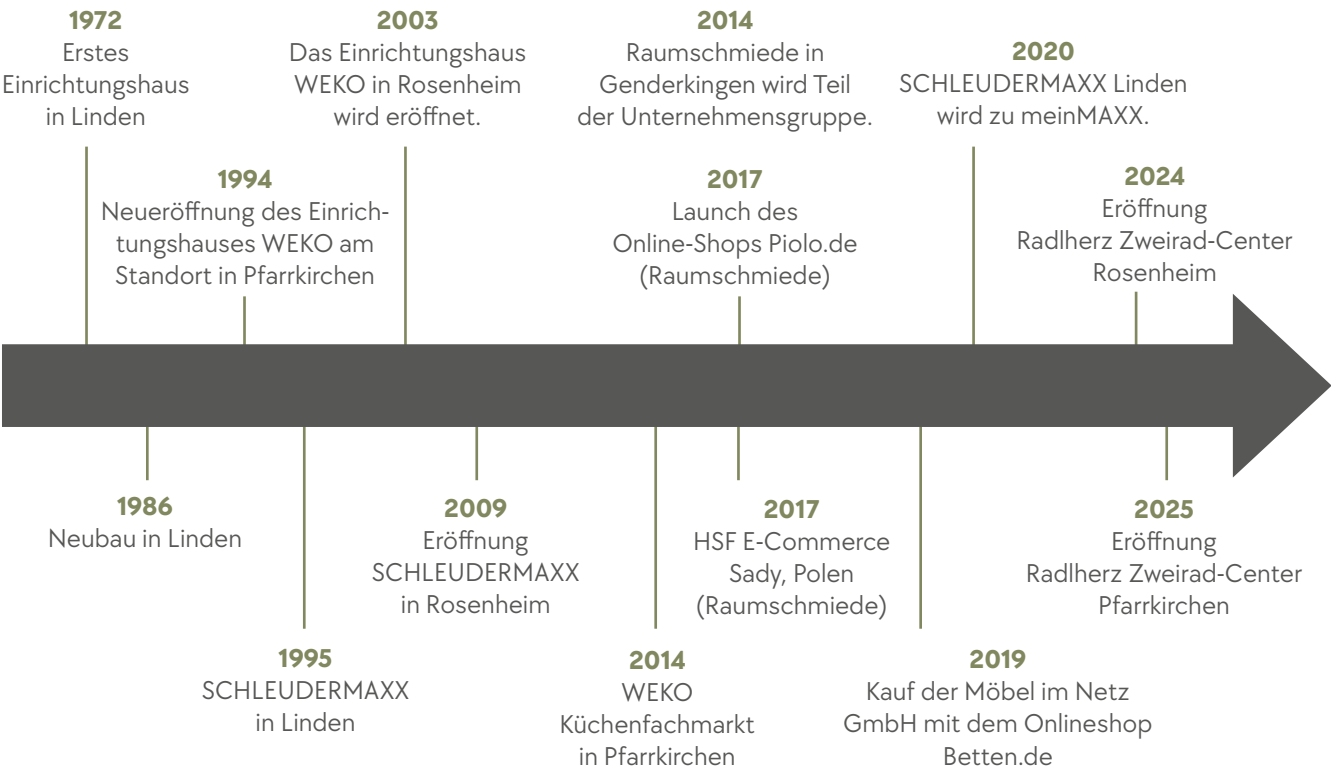 1972
Erstes
Einrichtungshaus
in Linden
2003
Das Einrichtungshaus
WEKO in Rosenheim
wird eröffnet.
2014
Raumschmiede in
Genderkingen wird Teil
der Unternehmensgruppe.
2020
SCHLEUDERMAXX Linden
wird zu meinMAXX.
1994
Neueröffnung des Einrich-
tungshauses WEKO am
Standort in Pfarrkirchen
2017
Launch des
Online-Shops Piolo.de
(Raumschmiede)
2024
Eröffnung
Radlherz Zweirad-Center
Rosenheim
1986
Neubau in Linden
2009
Eröffnung
SCHLEUDERMAXX
in Rosenheim
2017
HSF E-Commerce
Sady, Polen
(Raumschmiede)
2025
Eröffnung
Radlherz Zweirad-Center
Pfarrkirchen
1995
SCHLEUDERMAXX
in Linden
2014
WEKO
Küchenfachmarkt
in Pfarrkirchen
2019
Kauf der Möbel im Netz
GmbH mit dem Onlineshop
Betten.de